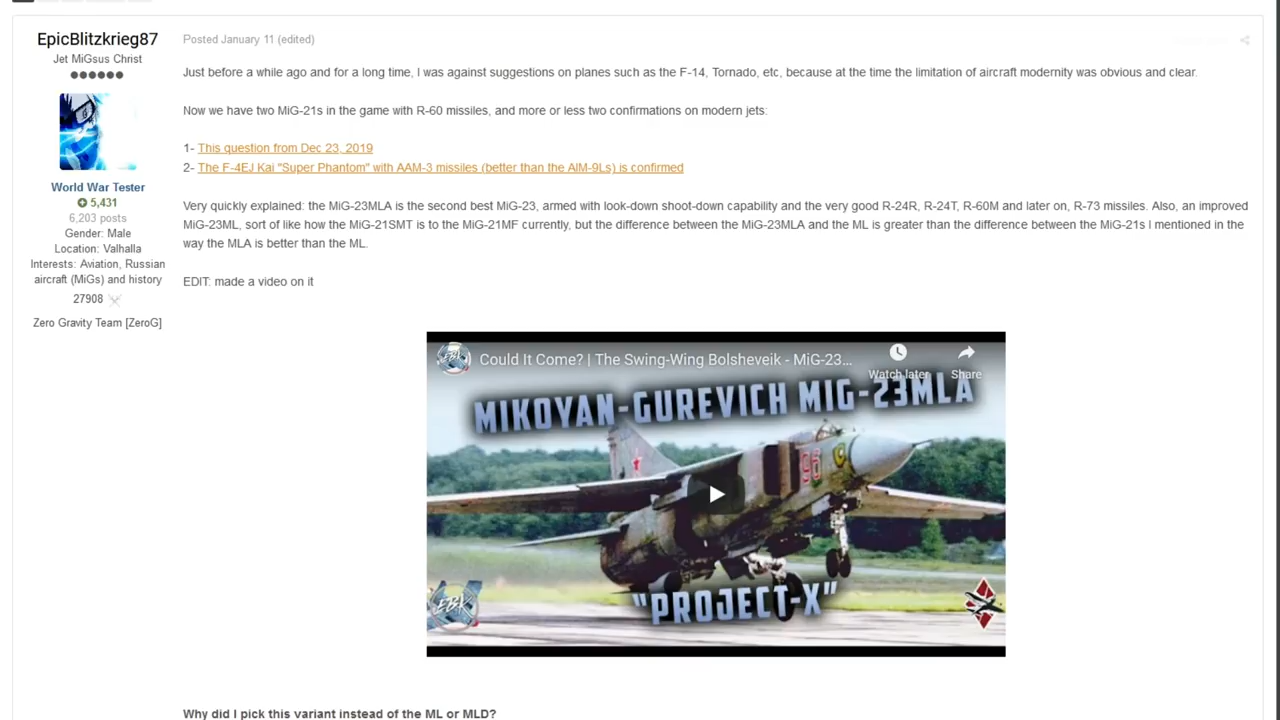 EpicBlitzkrieg87
Jet MiGsus Christ
World War Tester
5,431
6,203 posts
Gender: Male
Location: Valhalla
Interests: Aviation, Russian
aircraft (MiGs) and history
27908
Zero Gravity Team [ZeroG]
Posted January 11 (edited)
Just before a while ago and for a long time, I was against suggestions on planes such as the F-14, Tornado, etc, because at the time the limitation of aircraft modernity was obvious and clear.
Now we have two MiG-21s in the game with R-60 missiles, and more or less two confirmations on modern jets:
1- This question from Dec 23, 2019
2- The F-4EJ Kai "Super Phantom" with AAM-3 missiles (better than the AIM-9Ls) is confirmed
Very quickly explained: the MiG-23MLA is the second best MiG-23, armed with look-down shoot-down capability and the very good R-24R, R-24T, R-60M and later on, R-73 missiles. Also, an improved
MiG-23ML, sort of like how the MiG-21SMT is to the MiG-21MF currently, but the difference between the MiG-23MLA and the ML is greater than the difference between the MiG-21s I mentioned in the
way the MLA is better than the ML.
EDIT: made a video on it
Could It Come? | The Swing-Wing Bolsheveik - MiG-23...
Watch later
Share
MIKOYAN-GUREVICH MIG-23MLA
"PROJECT-X"
EBK
Why did I pick this variant instead of the ML or MLD?